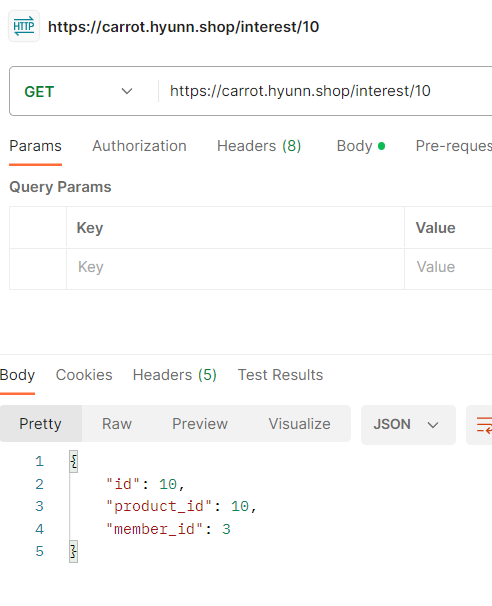 HTTP https://carrot.hyunn.shop/interest/10
GET https://carrot.hyunn.shop/interest/10
Params Authorization Headers (8) Body Pre-reques
Query Params
Key Value
Key Value
Body Cookies Headers (5) Test Results
Pretty Raw Preview Visualize JSON
1 {
2 "id": 10,
3 "product_id": 10,
4 "member_id": 3
5 }